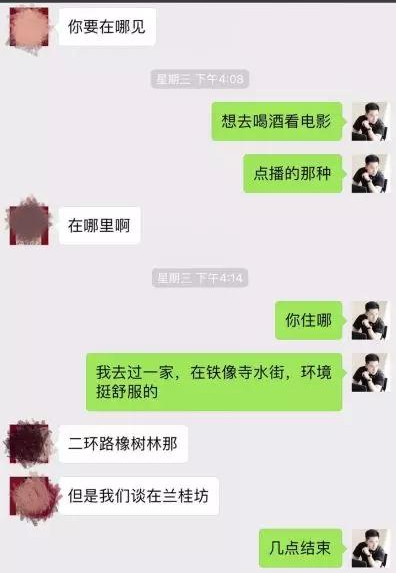 你要在哪见
星期三 下午4:08
想去喝酒看电影
点播的那种
在哪里啊
星期三 下午4:14
你住哪
我去过一家，在铁像寺水街，环境
挺舒服的
二环路橡树林那
但是我们谈在兰桂坊
几点结束